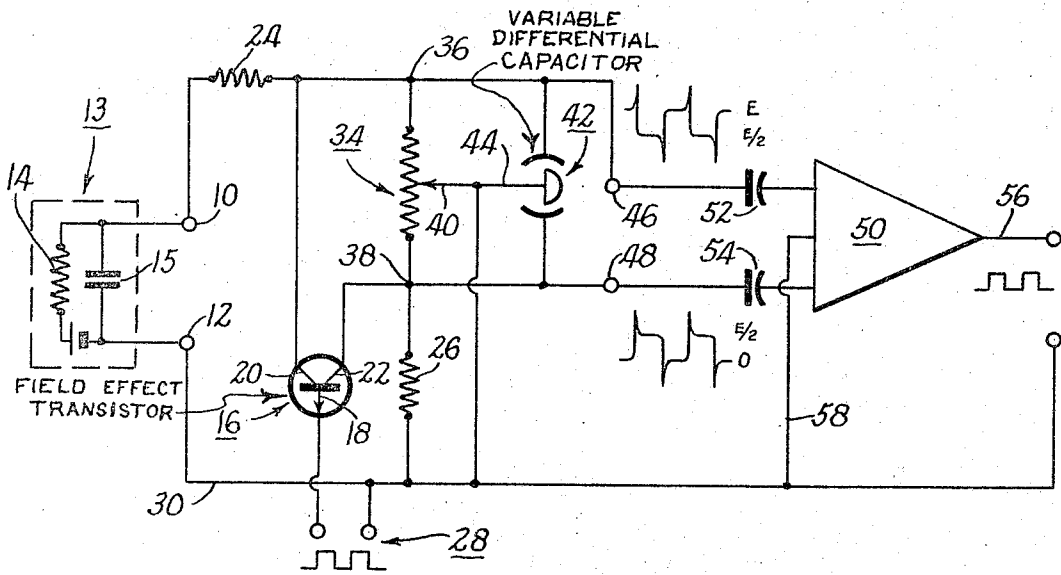 VARIABLE
DIFFERENTIAL
CAPACITOR
24
36
13
34
44
42
E
E/2
14
10
40
46
52
50
56
15
38
48
54
12
E/2
O
20
22
26
FIELD EFFECT
TRANSISTOR
16
18
58
30
28